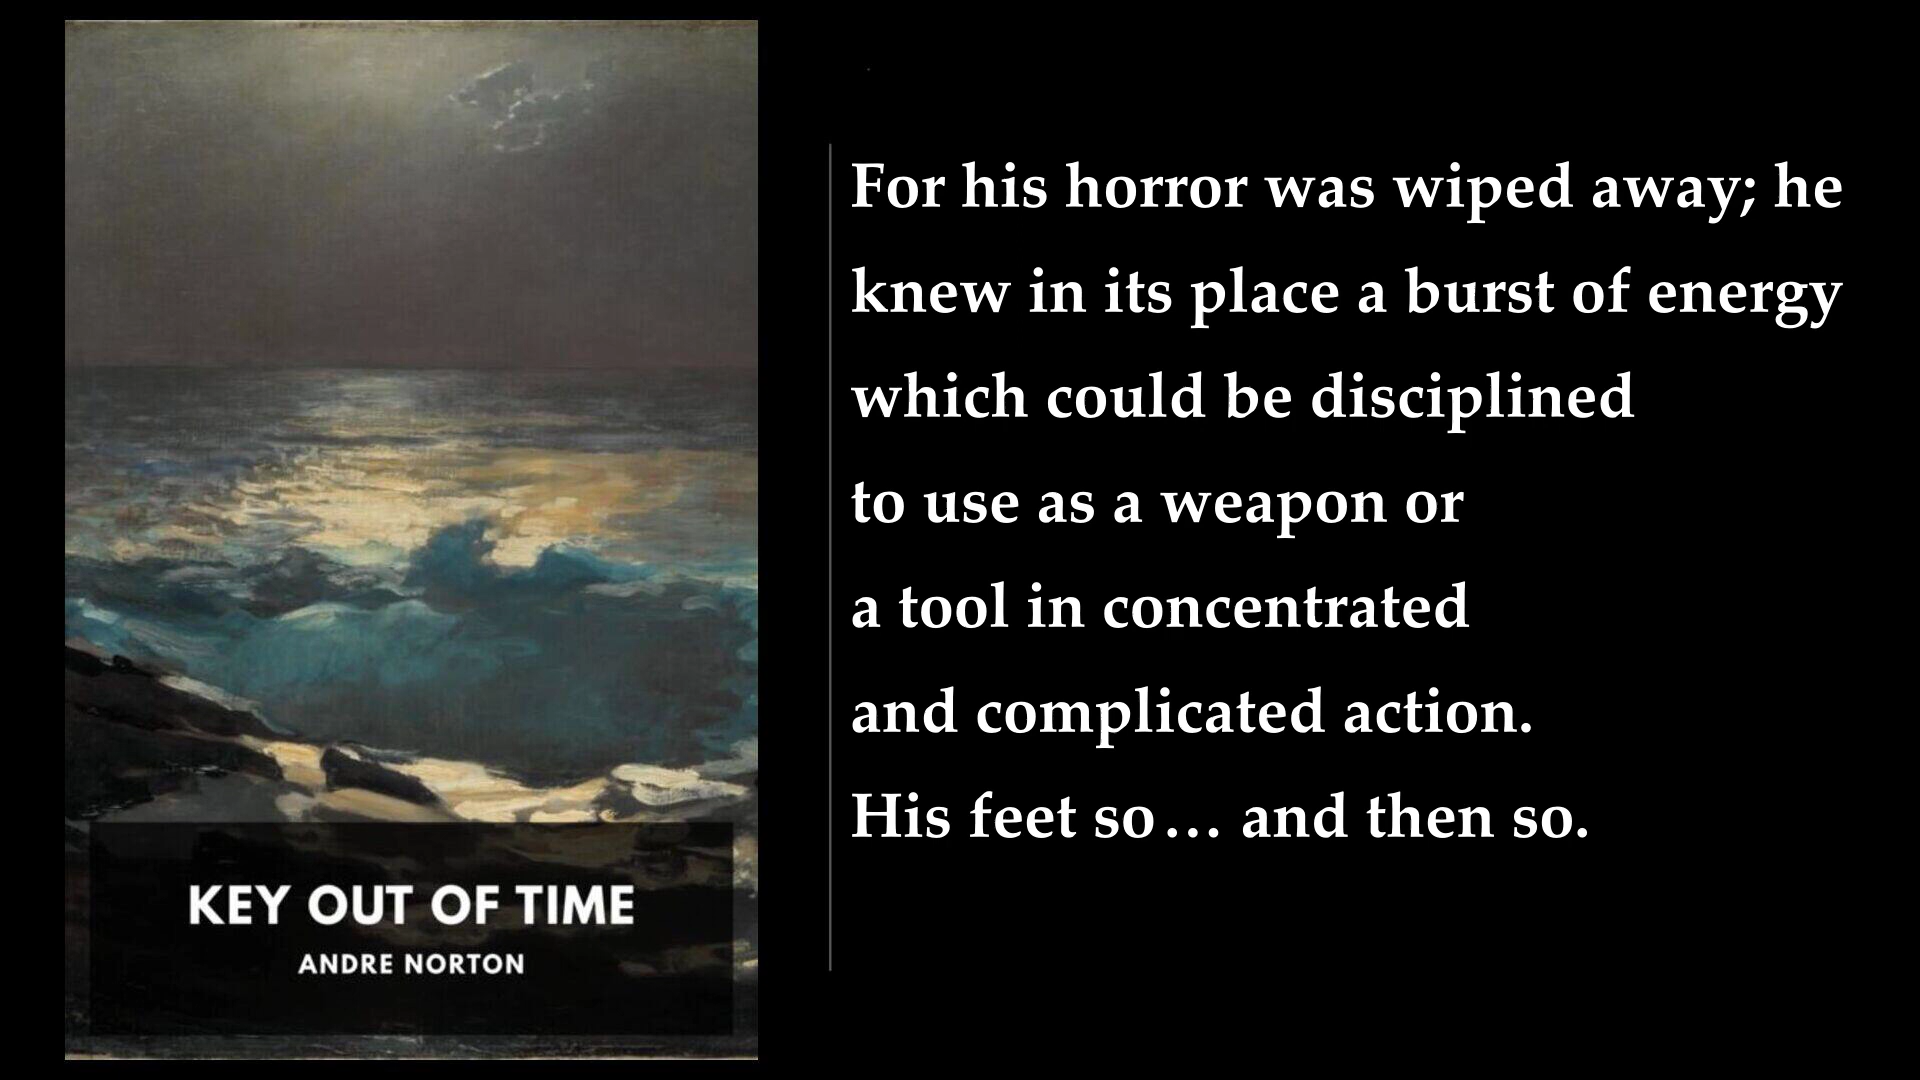 For his horror was wiped away; he
knew in its place a burst of energy
which could be disciplined
to use as a weapon or
a tool in concentrated
and complicated action.
His feet so… and then so.
KEY OUT OF TIME
ANDRE NORTON